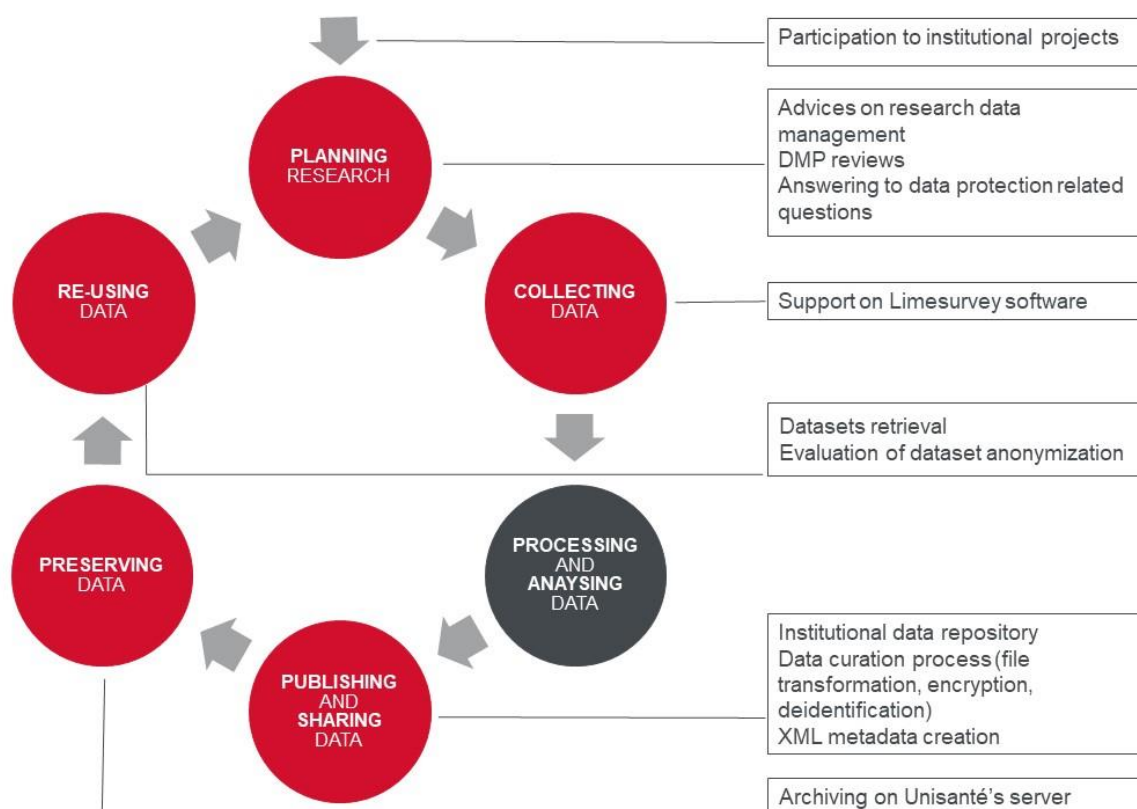 Participation to institutional projects
PLANNING
RESEARCH
Advices on research data
management
DMP reviews
Answering to data protection related
questions
RE-USING
DATA
COLLECTING
DATA
Support on Limesurvey software
Datasets retrieval
Evaluation of dataset anonymization
PRESERVING
DATA
PROCESSING
AND
ANAYSING
DATA
PUBLISHING
AND
SHARING
DATA
Institutional data repository
Data curation process (file
transformation, encryption,
deidentification)
XML metadata creation
Archiving on Unisanté's server